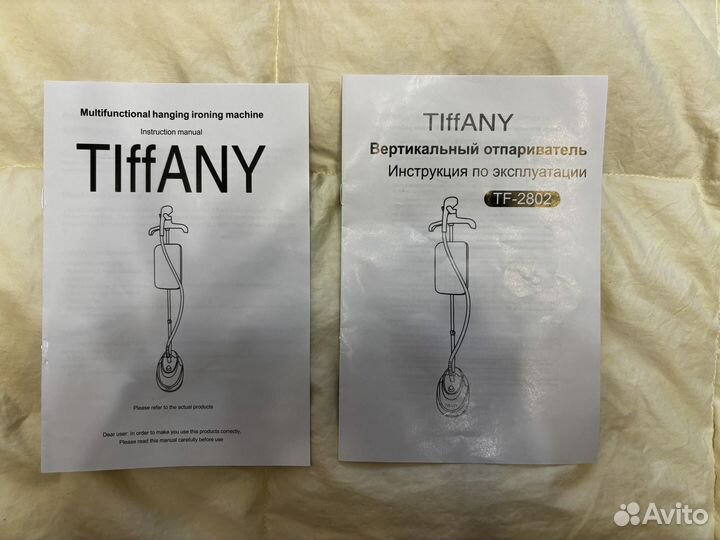 Multifunctional hanging ironing machine
Instruction manual
TIffANY
Please refer to the actual products
Dear user: in order to make you use this products correctly,
Please read this manual carefully before use
TIffANY
Вертикальный отпариватель
Инструкция по эксплуатации
TF-2802
Avito